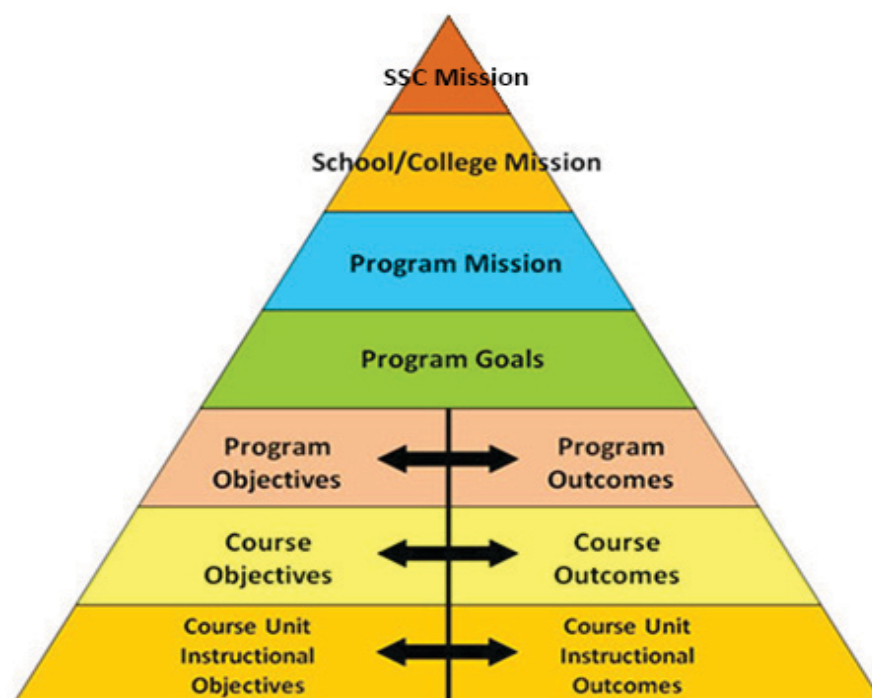 SSC Mission
School/College Mission
Program Mission
Program Goals
Program
Objectives
Program
Outcomes
Course
Objectives
Course
Outcomes
Course Unit
Instructional
Objectives
Course Unit
Instructional
Outcomes